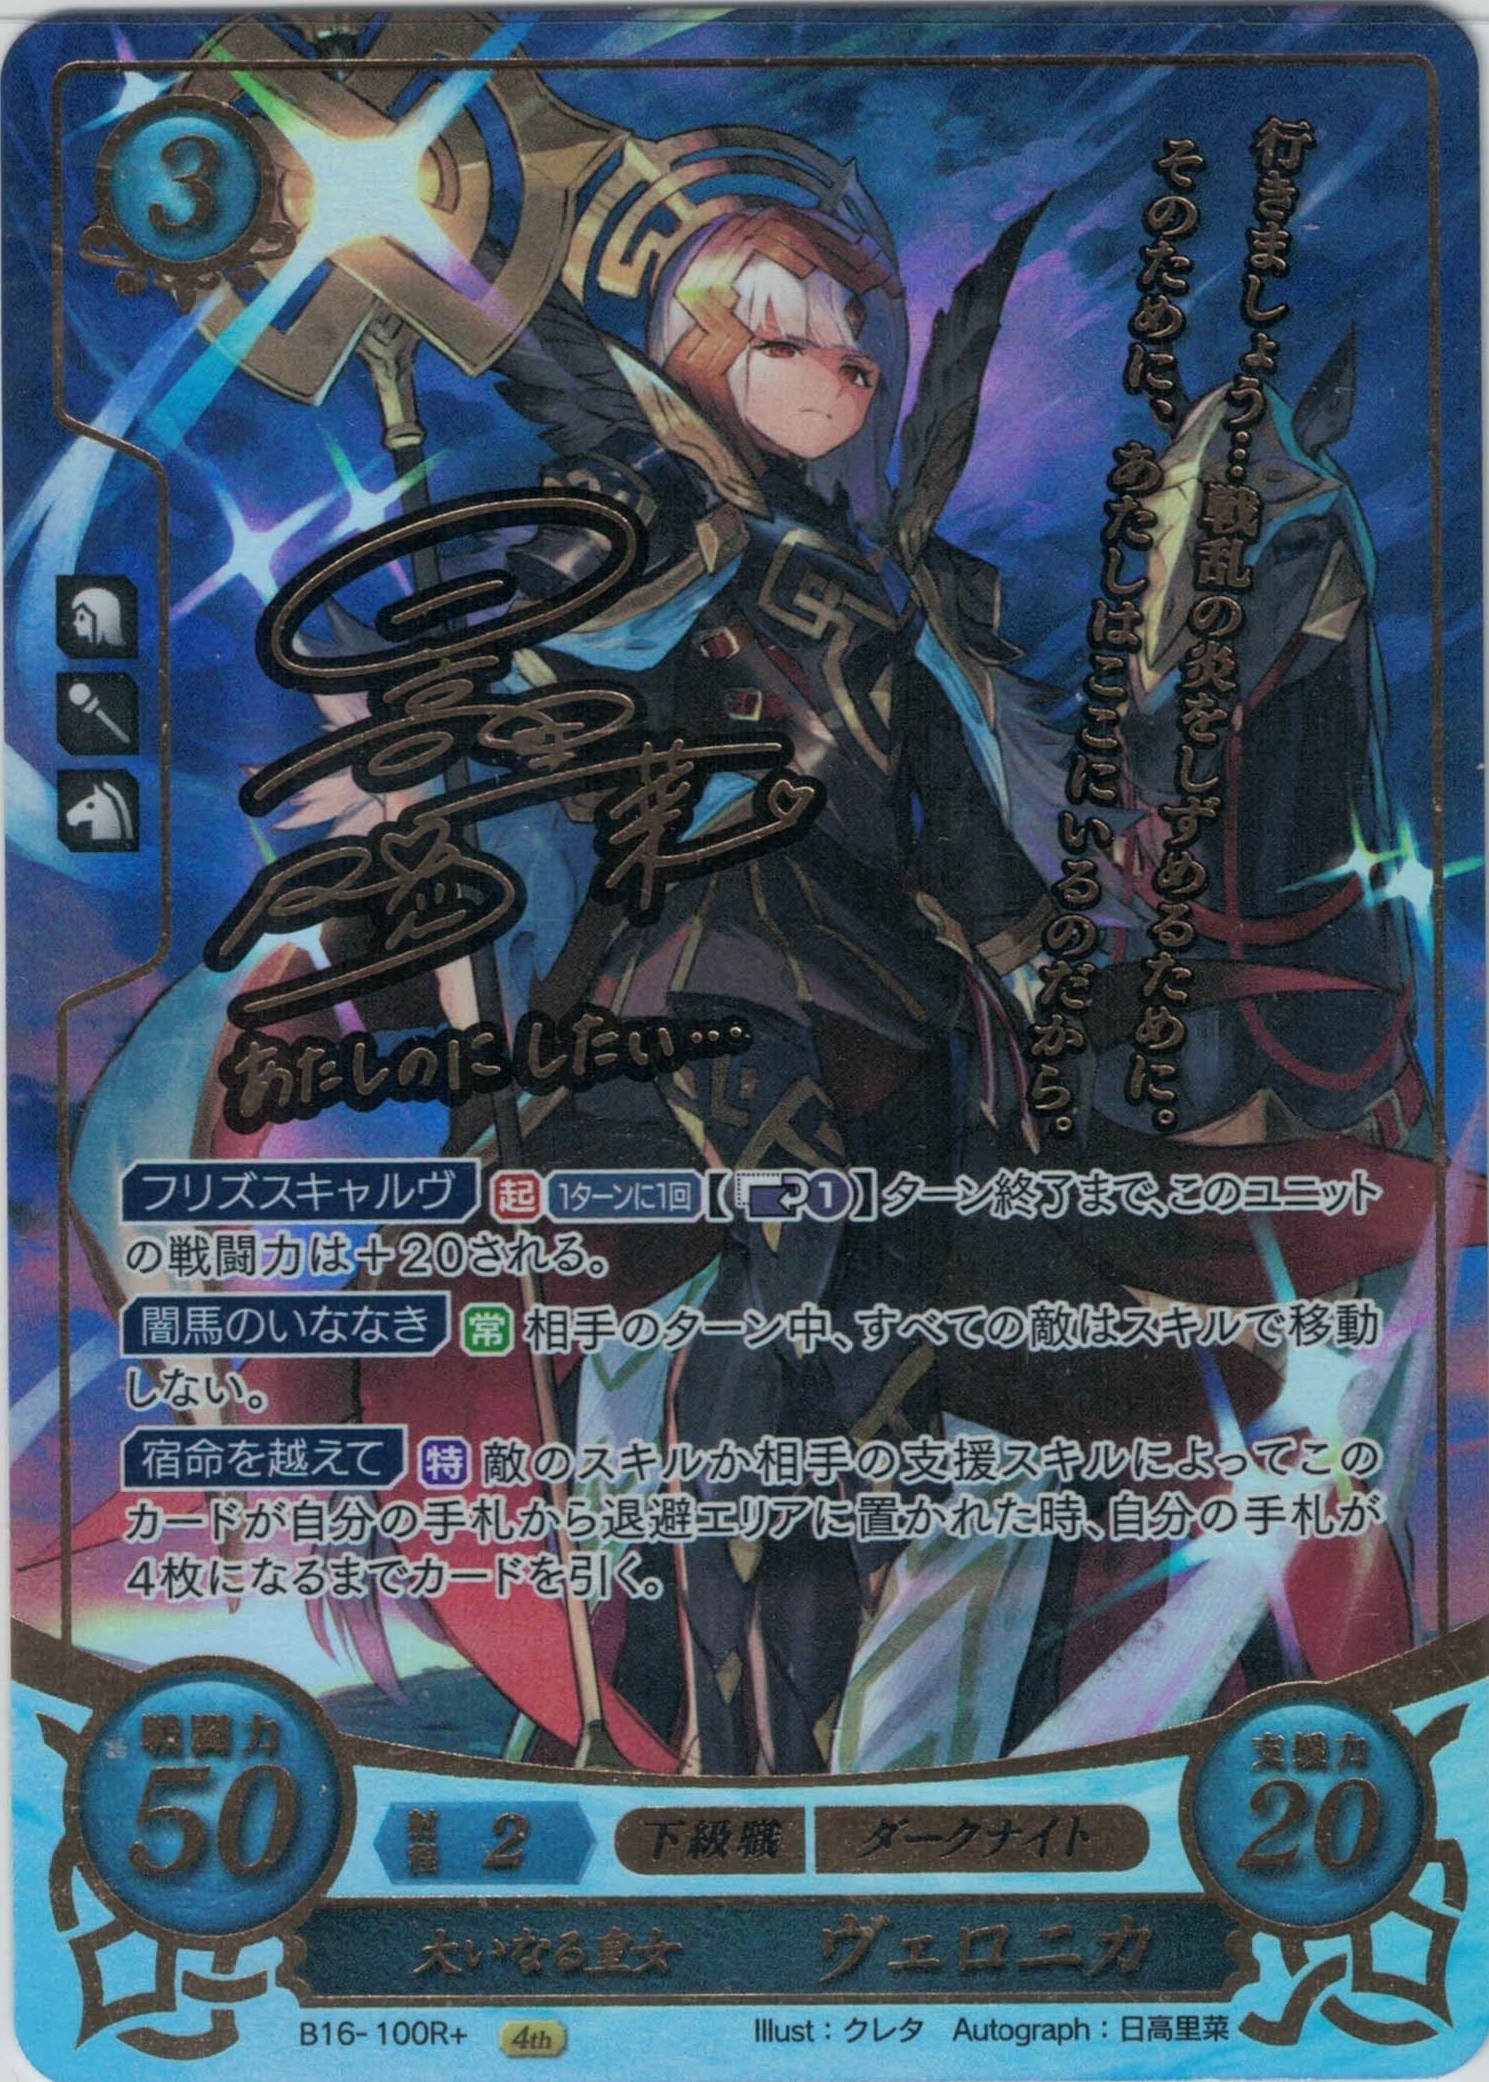 3
行きましょう…戦乱の炎をしずめるために。
そのために、あたしはここにいるのだから。
日高里菜
あたしのにしたい…
フリズスキャルヴ 起 1ターンに1回【1】ターン終了まで、このユニット
の戦闘力は＋20される。
闇馬のいななき 常 相手のターン中、すべての敵はスキルで移動
しない。
宿命を越えて 特 敵のスキルか相手の支援スキルによってこの
カードが自分の手札から退避エリアに置かれた時、自分の手札が
4枚になるまでカードを引く。
戦闘力
50
射程 2 下級職 ダークナイト
支援力
20
大いなる皇女 ヴェロニカ
B16-100R+ 4th Illust：クレタ Autograph：日高里菜